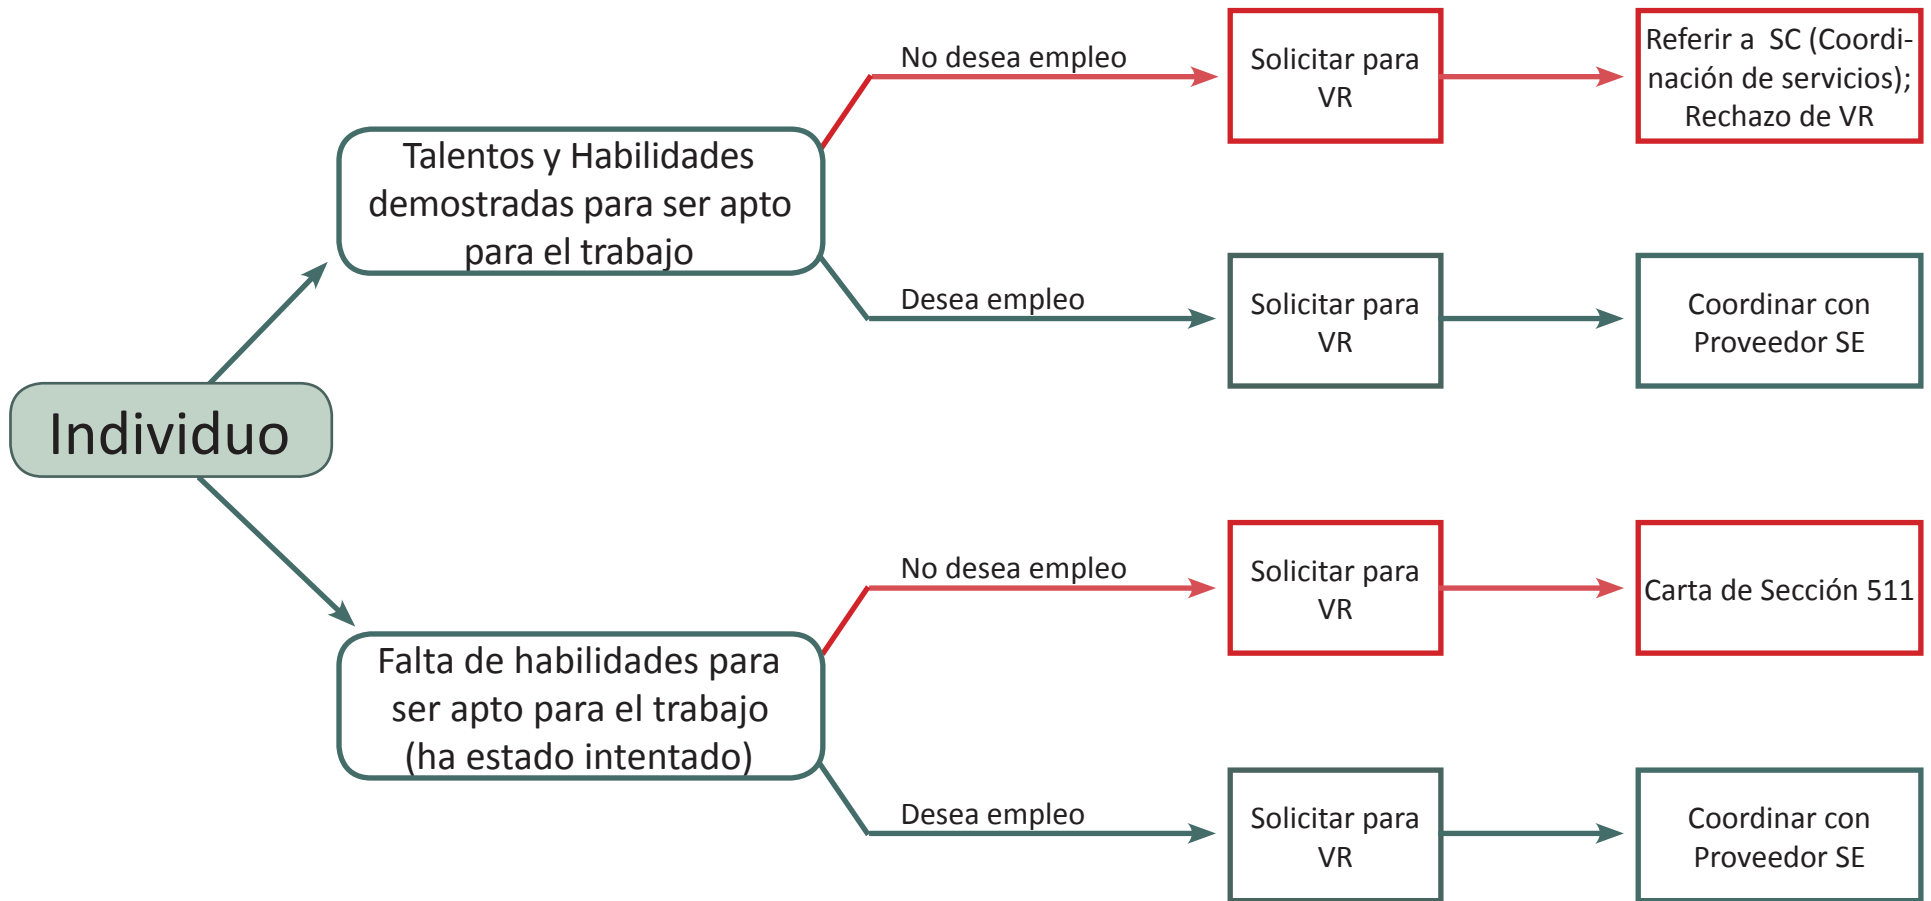 Individuo
Talentos y Habilidades
demostradas para ser apto
para el trabajo
No desea empleo
Solicitar para
VR
Referir a SC (Coordi-
nación de servicios);
Rechazo de VR
Desea empleo
Solicitar para
VR
Coordinar con
Proveedor SE
Falta de habilidades para
ser apto para el trabajo
(ha estado intentado)
No desea empleo
Solicitar para
VR
Carta de Sección 511
Desea empleo
Solicitar para
VR
Coordinar con
Proveedor SE